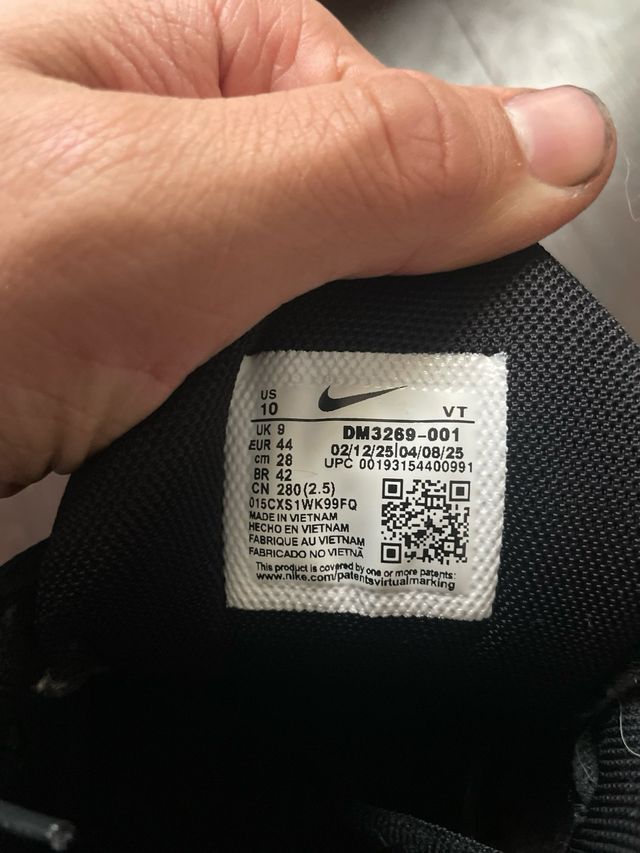 US
10
VT
UK 9
DM3269-001
EUR 44
02/12/25|04/08/25
cm 28
UPC 00193154400991
BR 42
CN 280(2.5)
015CXS1WK99FQ
MADE IN VIETNAM
HECHO EN VIETNAM
FABRIQUE AU VIETNAM
FABRICADO NO VIETNÃ
This product is covered by one or more patents:
www.nike.com/patentsvirtualmarking